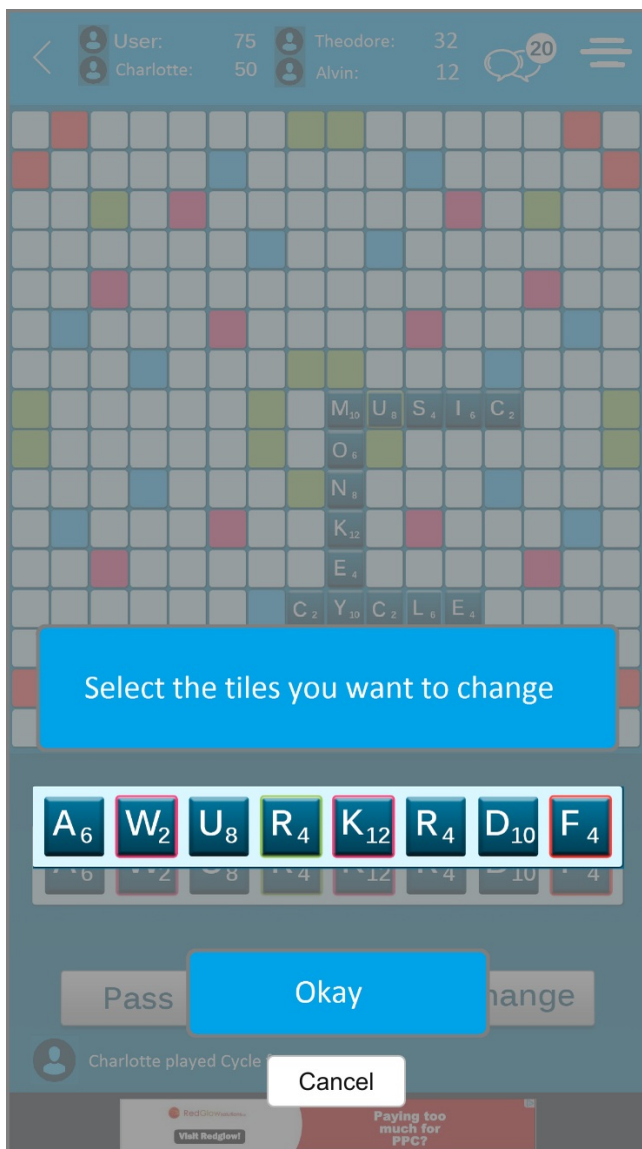 User: 75 Theodore: 32 20
Charlotte: 50 Alvin: 12
M10 U8 S4 I6 C2
O6
N8
K12
E4
C2 Y10 C2 L6 E4
Select the tiles you want to change
A6 W2 U8 R4 K12 R4 D10 F4
Pass Okay hange
Charlotte played Cycle
Cancel
Visit Redglow!
Paying too
much for
PPC?